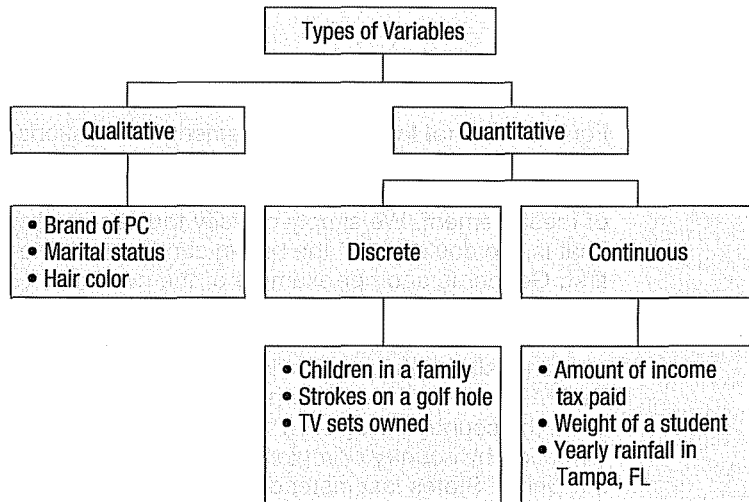 Types of Variables
Qualitative
Quantitative
• Brand of PC
• Marital status
• Hair color
Discrete
Continuous
• Children in a family
• Strokes on a golf hole
• TV sets owned
• Amount of income
tax paid
• Weight of a student
• Yearly rainfall in
Tampa, FL